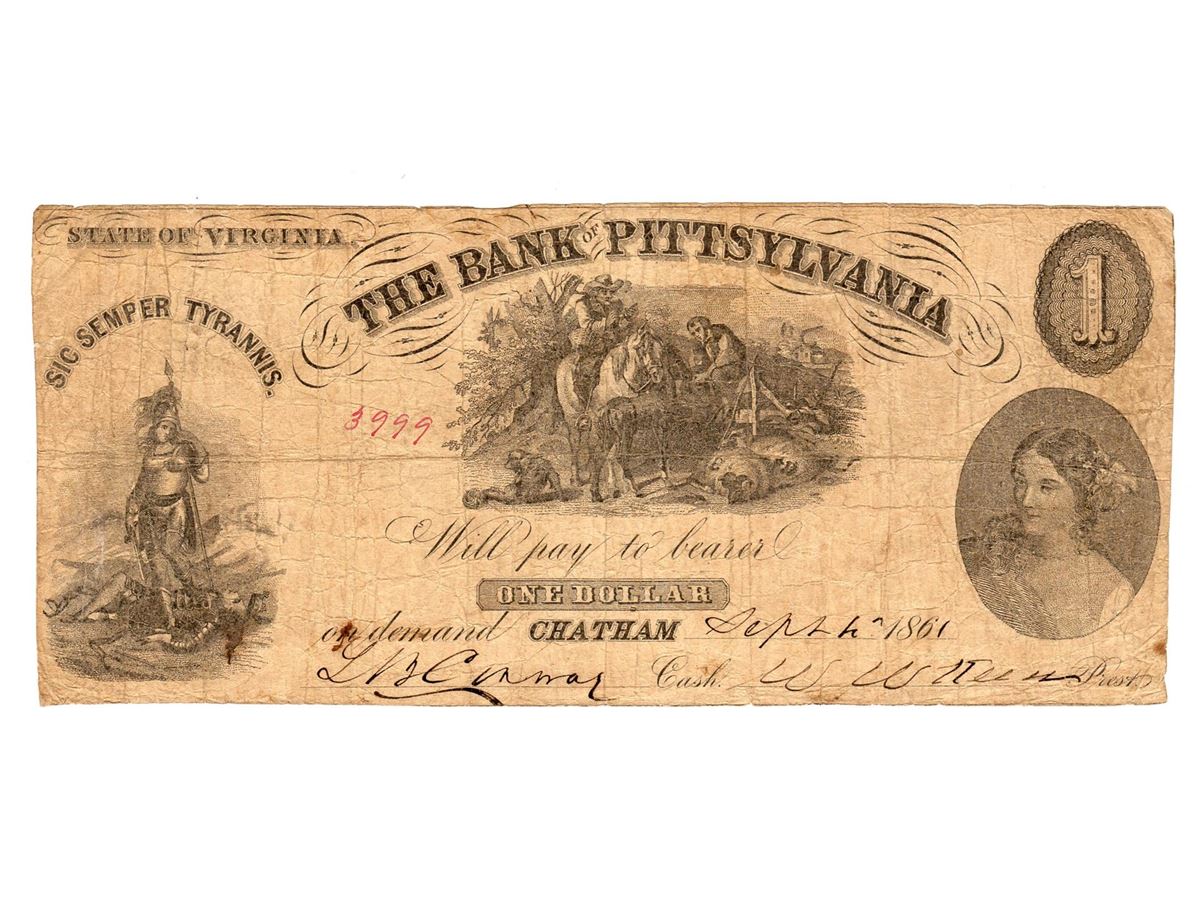 STATE OF VIRGINIA.
THE BANK OF PITTSYLVANIA
1
SIC SEMPER TYRANNIS.
3999
Will pay to bearer
ONE DOLLAR
on demand CHATHAM Sept 4th 1861
Cash. Prest.